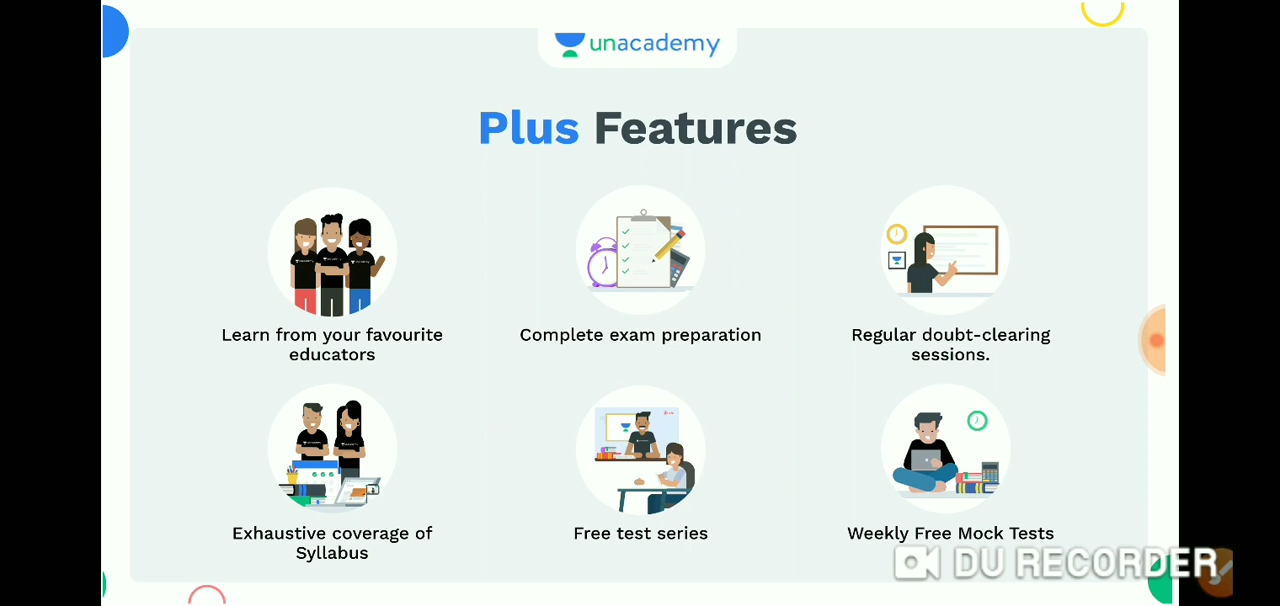 unacademy
Plus Features
Learn from your favourite
educators
Complete exam preparation
Regular doubt-clearing
sessions.
Exhaustive coverage of
Syllabus
Free test series
Weekly Free Mock Tests
DU RECORDER